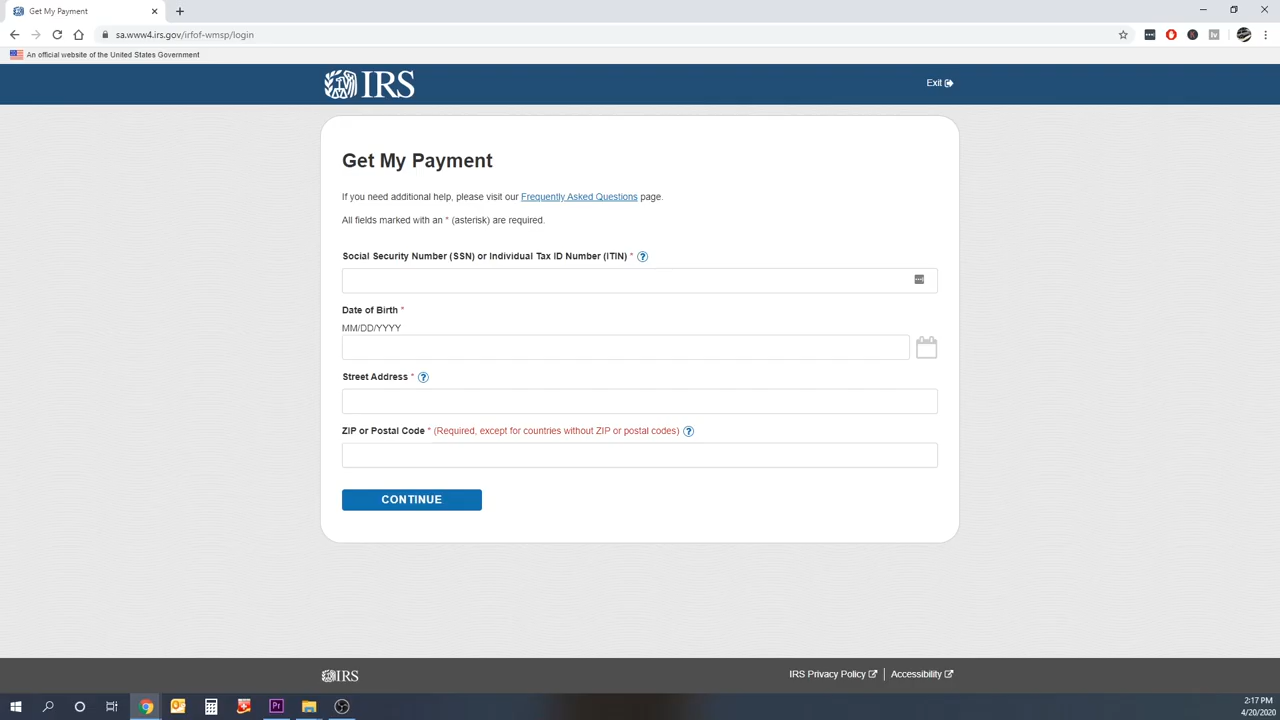 Get My Payment
sa.www4.irs.gov/irfof-wmsp/login
An official website of the United States Government
IRS
Exit
Get My Payment
If you need additional help, please visit our Frequently Asked Questions page.
All fields marked with an * (asterisk) are required.
Social Security Number (SSN) or Individual Tax ID Number (ITIN) * ?
Date of Birth *
MM/DD/YYYY
Street Address * ?
ZIP or Postal Code * (Required, except for countries without ZIP or postal codes) ?
CONTINUE
IRS
IRS Privacy Policy
Accessibility
Pr
2:17 PM
4/20/2020